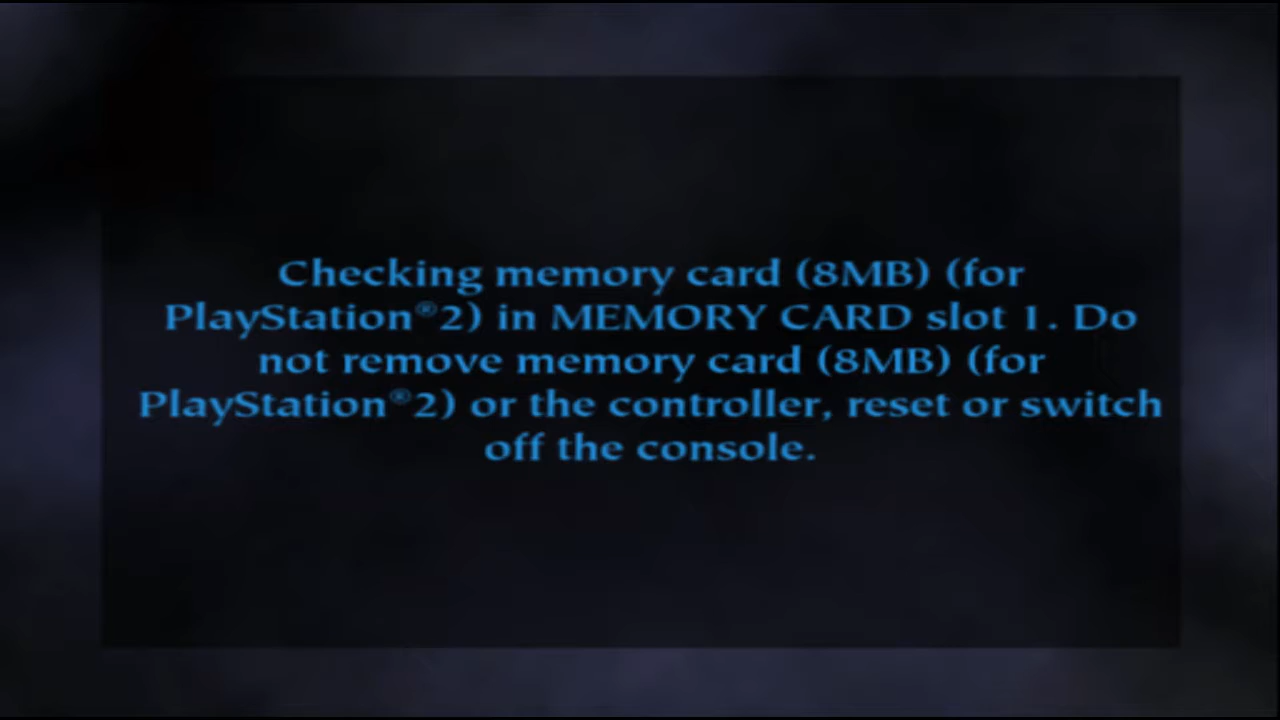 Checking memory card (8MB) (for
PlayStation®2) in MEMORY CARD slot 1. Do
not remove memory card (8MB) (for
PlayStation®2) or the controller, reset or switch
off the console.